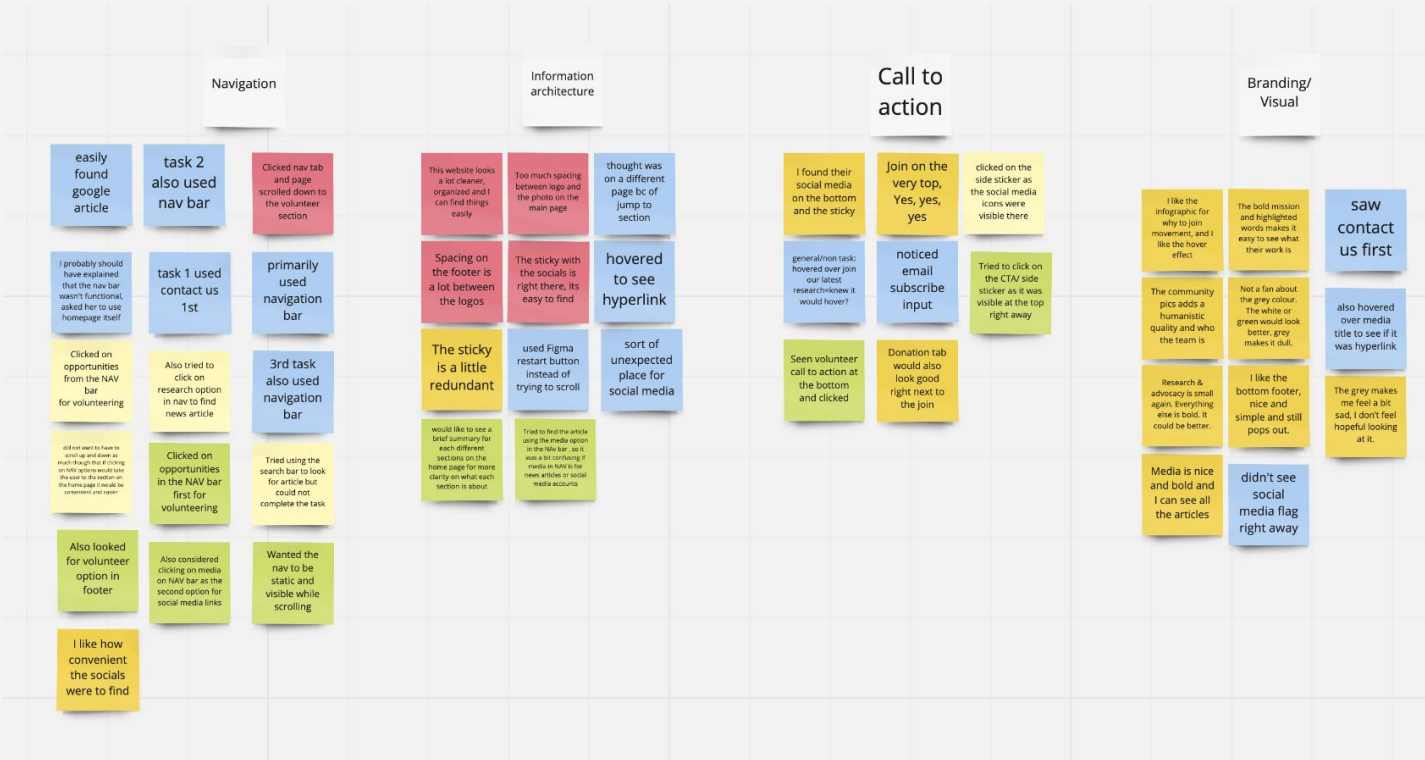 Navigation
easily
found
google
article
task 2
also used
nav bar
Clicked nav tab
and page
scrolled down to
the volunteer
section
I probably should
have explained
that the nav bar
wasn't functional,
asked her to use
homepage itself
task 1 used
contact us
1st
primarily
used
navigation
bar
Clicked on
opportunities
from the NAV
bar
for volunteering
Also tried to
click on
research option
in nav to find
news article
3rd task
also used
navigation
bar
did not want to have to
scroll up and down as
much though that if clicking
on NAV options would take
the user to the section on
the home page it would be
convenient and easier
Clicked on
opportunities
in the NAV bar
first for
volunteering
Tried using the
search bar to look
for article but
could not
complete the task
Also looked
for volunteer
option in
footer
Also considered
clicking on media
on NAV bar as the
second option for
social media links
Wanted the
nav to be
static and
visible while
scrolling
I like how
convenient
the socials
were to find
Information
architecture
This website looks
a lot cleaner,
organized and I
can find things
easily
Too much spacing
between logo and
the photo on the
main page
thought was
on a different
page bc of
jump to
section
Spacing on
the footer is
a lot between
the logos
The sticky with
the socials is
right there, its
easy to find
hovered
to see
hyperlink
The sticky
is a little
redundant
used Figma
restart button
instead of
trying to scroll
sort of
unexpected
place for
social media
would like to see a
brief summary for
each different
sections on the
home page for more
clarity on what each
section is about
Tried to find the article
using the media option
in the NAv bar , so it
was a bit confusing if
media in NAV is for
news articles or social
media accounts
Call to
action
I found their
social media
on the bottom
and the sticky
Join on the
very top,
Yes, yes,
yes
clicked on the
side sticker as
the social media
icons were
visible there
general/non task:
hovered over join
our latest
research=knew it
would hover?
noticed
email
subscribe
input
Tried to click on
the CTA/ side
sticker as it was
visible at the top
right away
Seen volunteer
call to action at
the bottom
and clicked
Donation tab
would also
look good
right next to
the join
Branding/
Visual
I like the
infographic for
why to join
movement, and I
like the hover
effect
The bold mission
and highlighted
words makes it
easy to see what
their work is
saw
contact
us first
The community
pics adds a
humanistic
quality and who
the team is
Not a fan about
the grey colour.
The white or
green would look
better, grey
makes it dull.
also hovered
over media
title to see if it
was hyperlink
Research &
advocacy is small
again. Everything
else is bold. it
could be better.
I like the
bottom footer,
nice and
simple and still
pops out.
The grey makes
me feel a bit
sad, I don't feel
hopeful looking
at it.
Media is nice
and bold and
I can see all
the articles
didn't see
social
media flag
right away